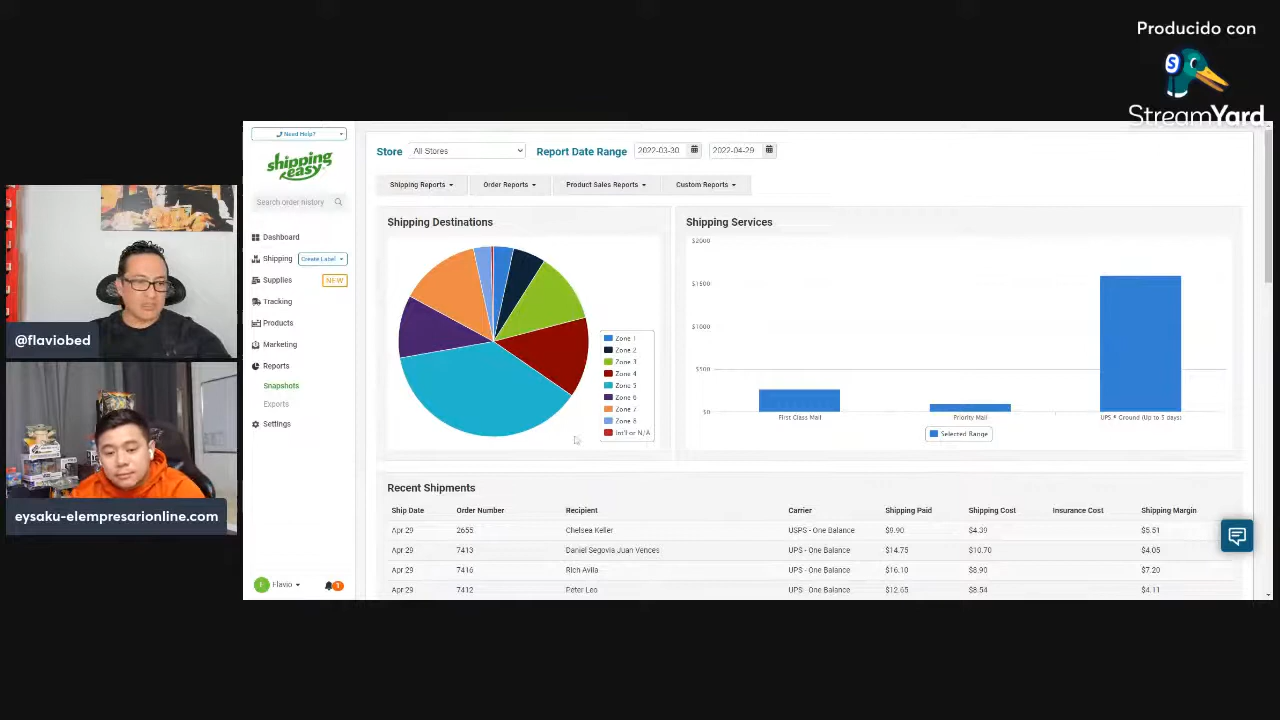 Producido con
StreamYard
Need Help?
shipping easy
Search order history
Dashboard
Shipping
Create Label
Supplies
NEW
Tracking
Products
Marketing
Reports
Snapshots
Exports
Settings
Flavio
Store
All Stores
Report Date Range
2022-03-30
2022-04-29
Shipping Reports
Order Reports
Product Sales Reports
Custom Reports
Shipping Destinations
Zone 1
Zone 2
Zone 3
Zone 4
Zone 5
Zone 6
Zone 7
Zone 8
Int'l or N/A
Shipping Services
$2000
$1500
$1000
$500
$0
First Class Mail
Priority Mail
UPS ® Ground (Up to 5 days)
Selected Range
Recent Shipments
Ship Date Order Number Recipient Carrier Shipping Paid Shipping Cost Insurance Cost Shipping Margin
Apr 29 2655 Chelsea Keller USPS - One Balance $9.90 $4.39 $5.51
Apr 29 7413 Daniel Segovia Juan Vences UPS - One Balance $14.75 $10.70 $4.05
Apr 29 7416 Rich Avila UPS - One Balance $16.10 $8.90 $7.20
Apr 29 7412 Peter Leo UPS - One Balance $12.65 $8.54 $4.11
@flaviobed
eysaku-elempresarionline.com